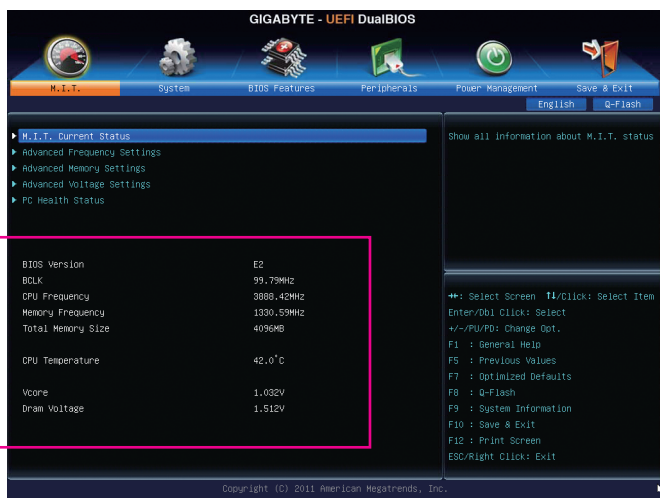 GIGABYTE - UEFI DualBIOS
M.I.T. System BIOS Features Peripherals Power Management Save & Exit
English Q-Flash
M.I.T. Current Status
Advanced Frequency Settings
Advanced Memory Settings
Advanced Voltage Settings
PC Health Status
Show all information about M.I.T. status
BIOS Version E2
BCLK 99.79MHz
CPU Frequency 3888.42MHz
Memory Frequency 1330.59MHz
Total Memory Size 4096MB
CPU Temperature 42.0°C
Vcore 1.032V
Dram Voltage 1.512V
↔: Select Screen ↑↓/Click: Select Item
Enter/Dbl Click: Select
+/-/PU/PD: Change Opt.
F1 : General Help
F5 : Previous Values
F7 : Optimized Defaults
F8 : Q-Flash
F9 : System Information
F10 : Save & Exit
F12 : Print Screen
ESC/Right Click: Exit
Copyright (C) 2011 American Megatrends, Inc.